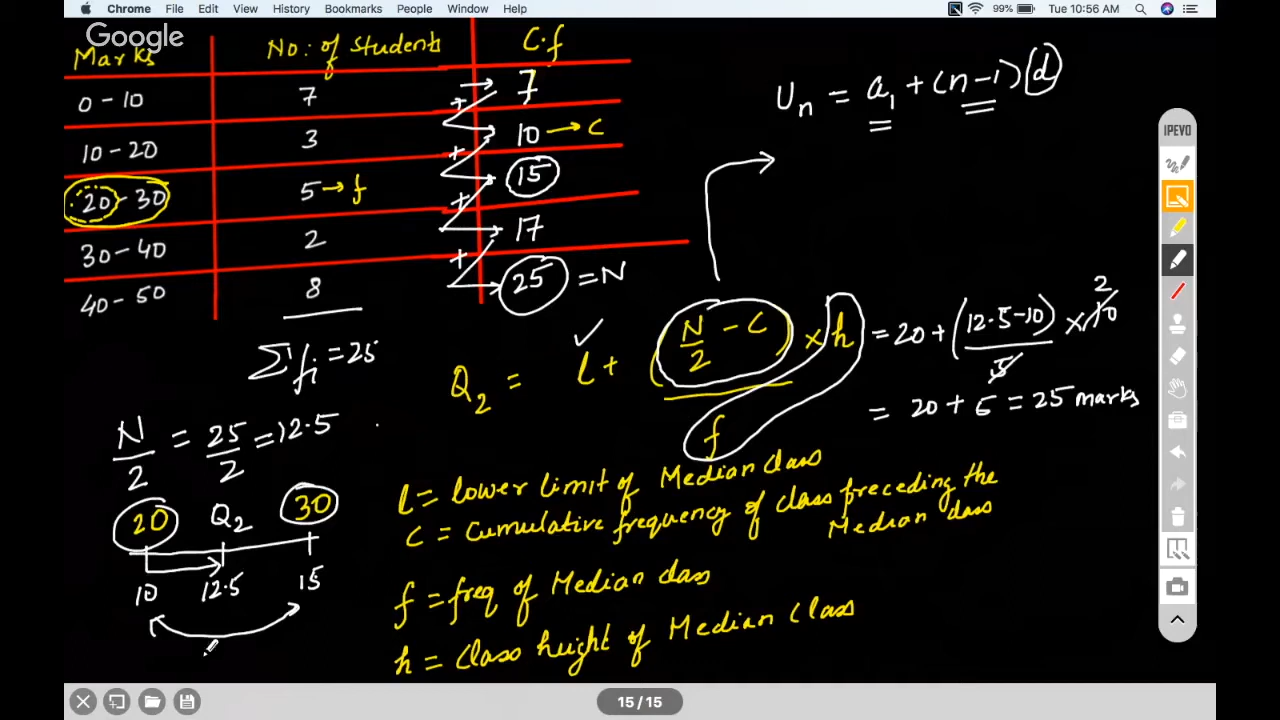 Chrome File Edit View History Bookmarks People Window Help 99% Tue 10:56 AM
Google
Marks No: of students C.f
0-10 7 7
10-20 3 10 → C
20-30 5 → f 15
30-40 2 17
40-50 8 25 = N
Σfi = 25
Un = a1 + (n-1)(d)
IPEVO
Q2 = l + (N/2 - C) / f × h = 20 + (12.5-10) / 5 × 10 2
= 20 + 5 = 25 marks
N/2 = 25/2 = 12.5
20 Q2 30
10 12.5 15
l = lower limit of Median class
C = Cumulative frequency of class preceding the
Median class
f = freq of Median class
h = Class height of Median Class
15 / 15